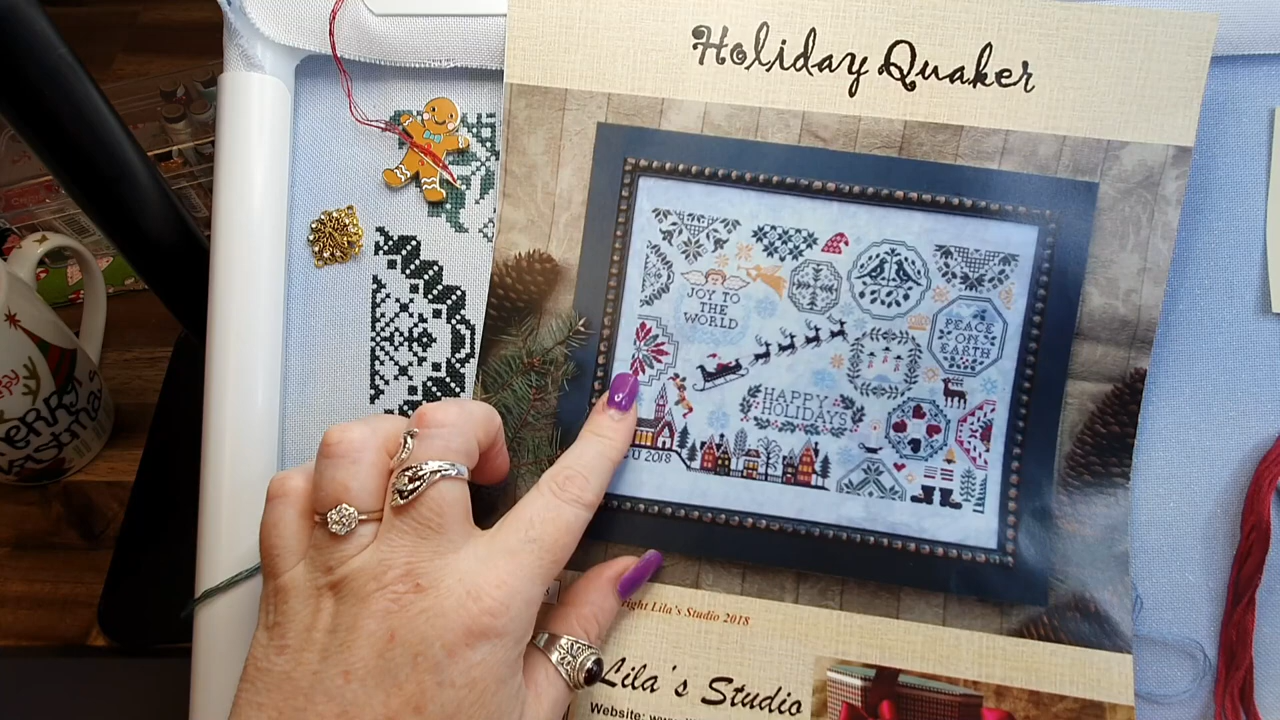 Holiday Quaker
JOY TO
THE
WORLD
PEACE
ON
EARTH
HAPPY
HOLIDAYS
U 2018
right Lila's Studio 2018
Lila's Studio
Website:
MERRY